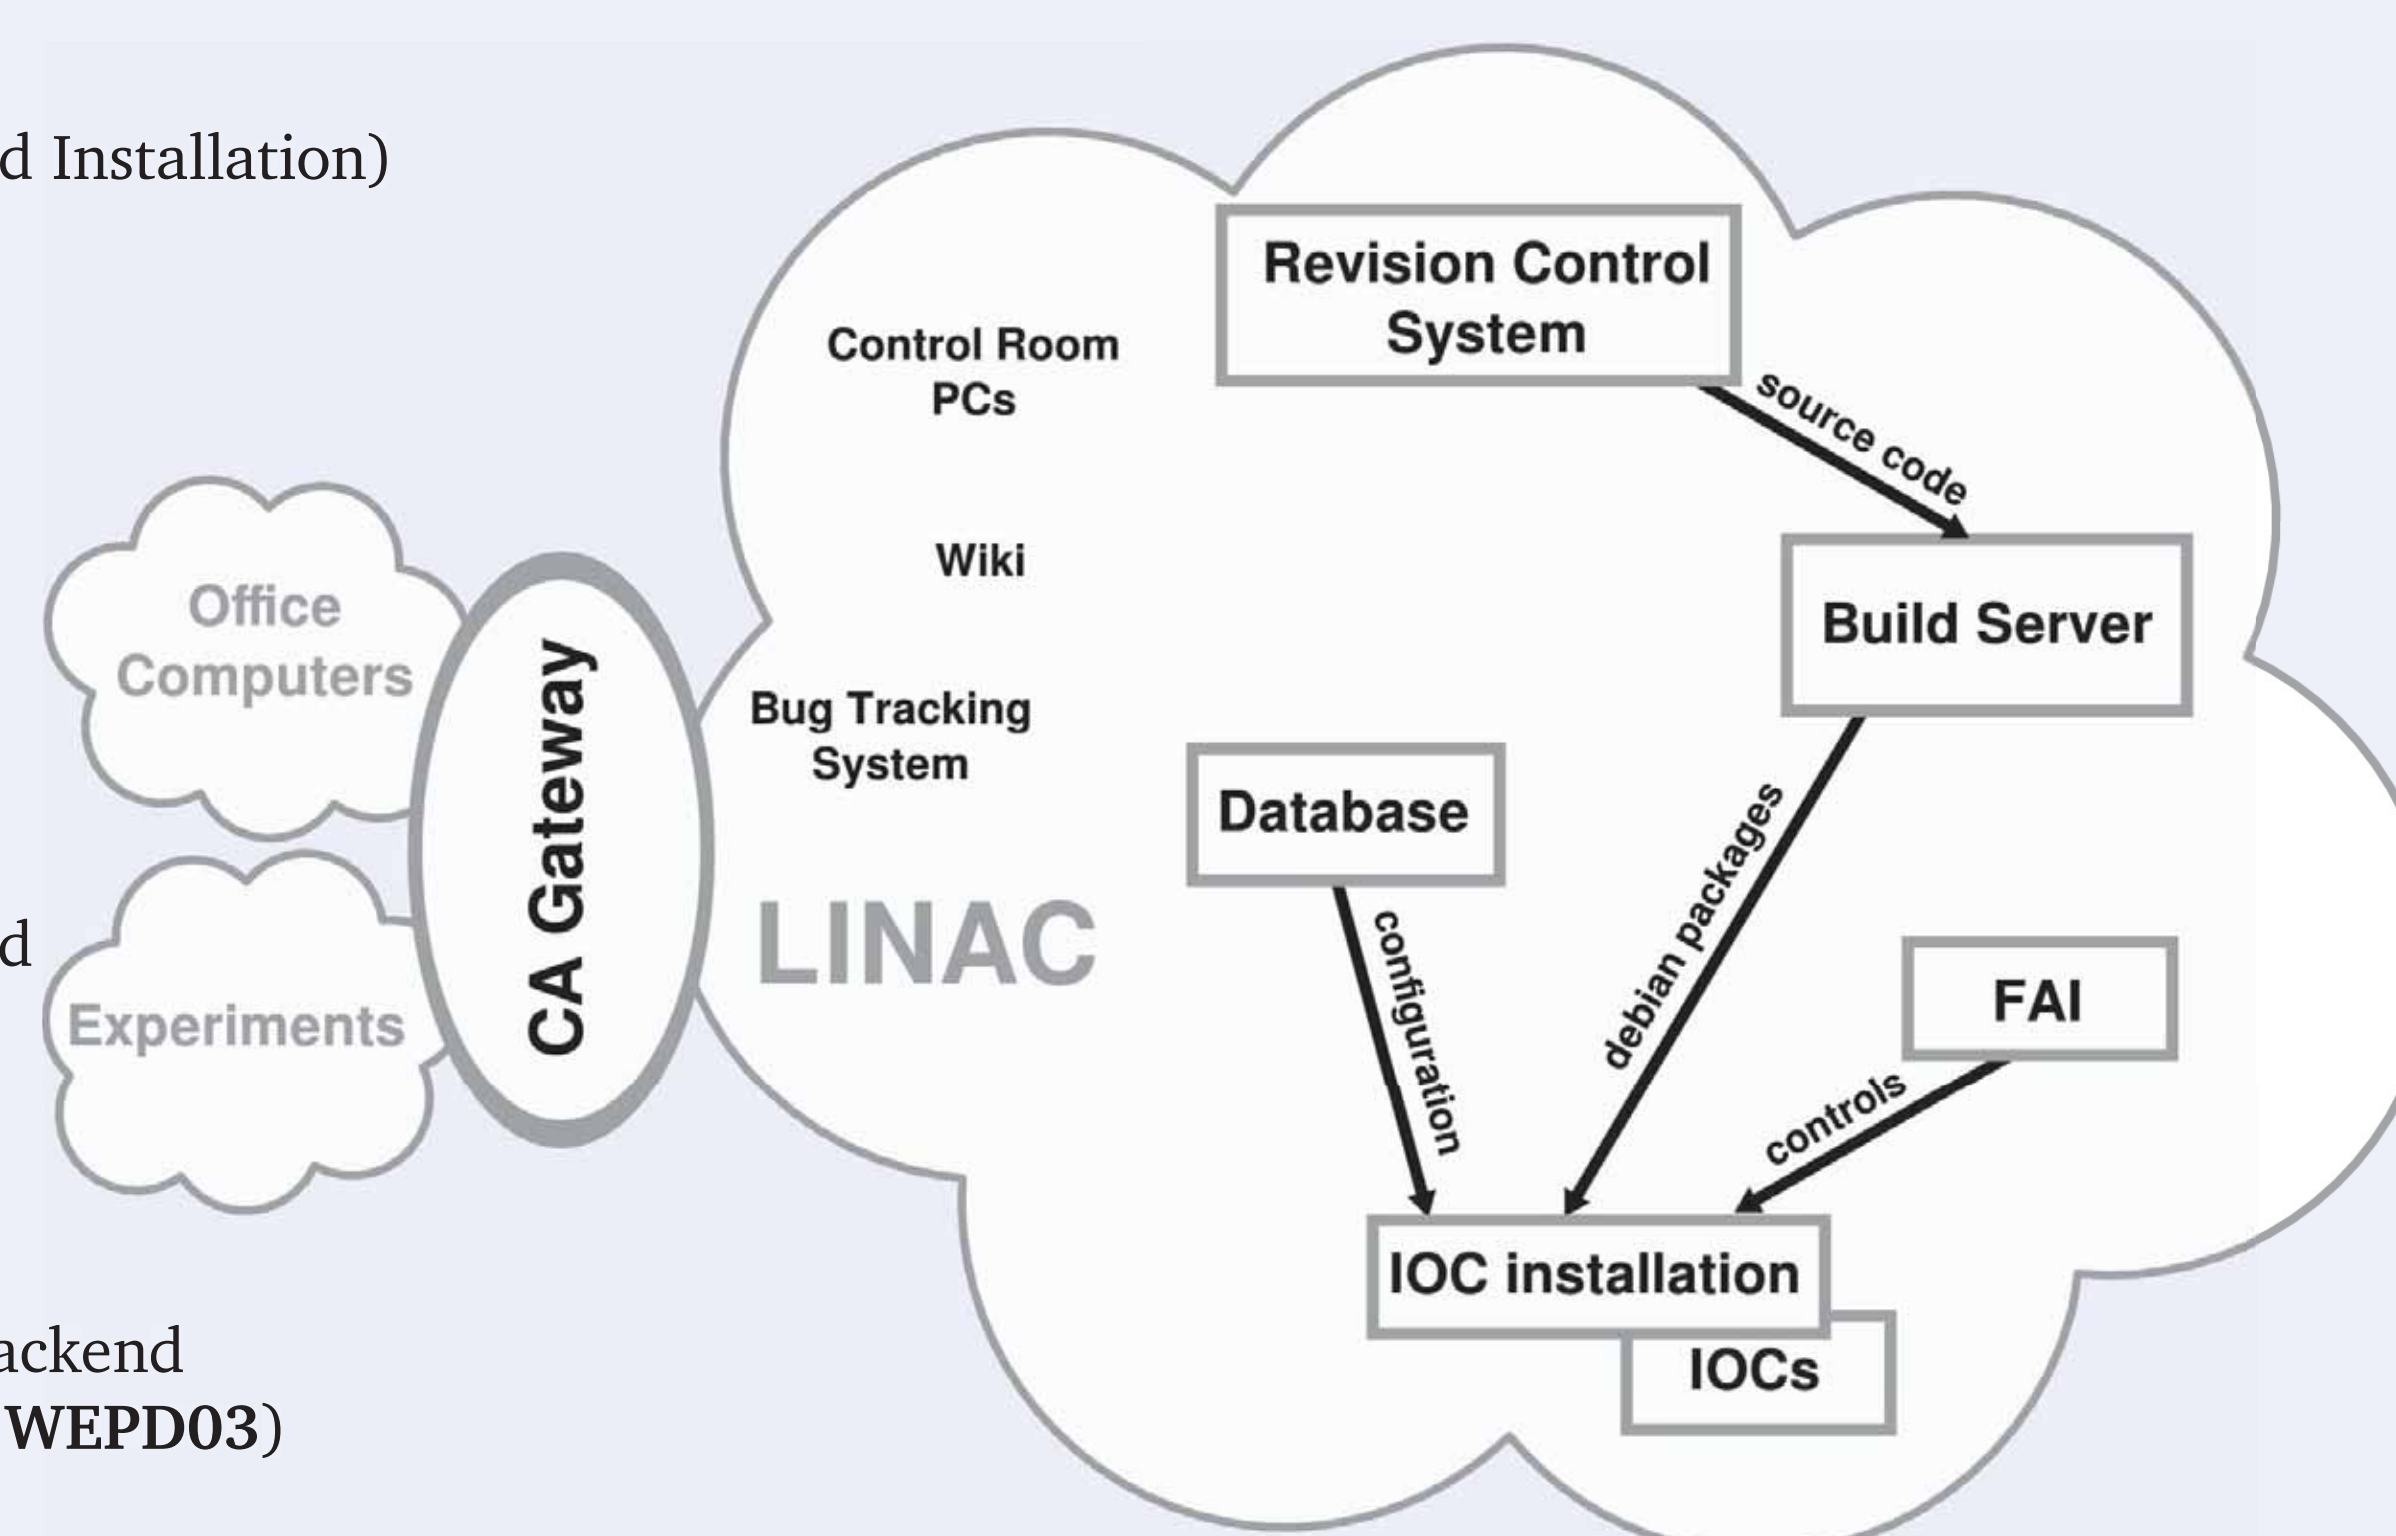 d Installation)
d
ackend
WEPD03)
Office
Computers
Experiments
CA Gateway
Control Room
PCs
Wiki
Bug Tracking
System
LINAC
Revision Control
System
source code
Build Server
Database
debian packages
configuration
FAI
controls
IOC installation
IOCs